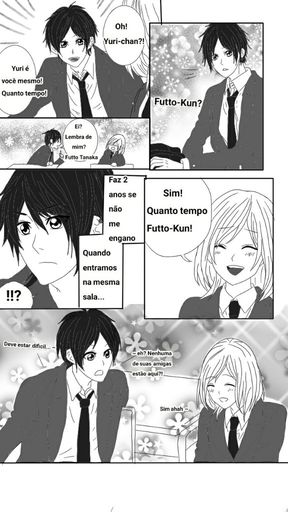 Oh!
Yuri-chan?!
Yuri é
você mesmo!
Quanto tempo!
Futto-Kun?
Ei?
Lembra de
mim?
Futto Tanaka
Faz 2
anos se
não
me
engano
Quando
entramos
na mesma
sala...
!!?
Sim!
Quanto tempo
Futto-Kun!
Deve estar difícil...
eh? Nenhuma
de suas amigas
estão aqui?!
Sim ahah